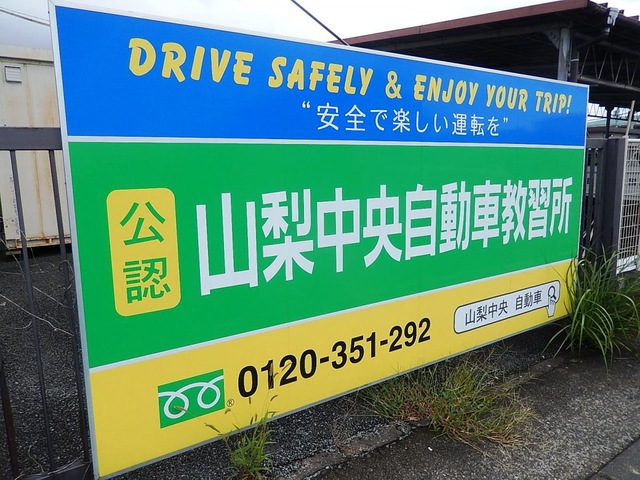 DRIVE SAFELY & ENJOY YOUR TRIP!
“安全で楽しい運転を”
公認
山梨中央自動車教習所
® 0120-351-292
山梨中央 自動車